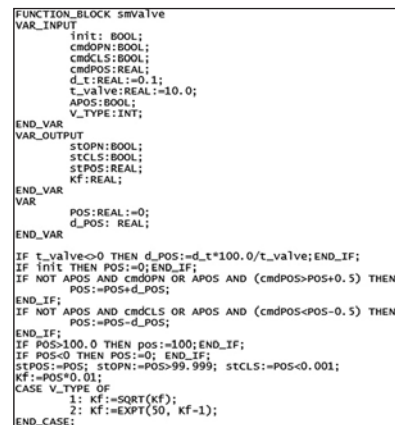 FUNCTION_BLOCK smValve
VAR_INPUT
init: BOOL;
cmdOPN:BOOL;
cmdCLS:BOOL;
cmdPOS:REAL;
d_t:REAL:=0.1;
t_valve:REAL:=10.0;
APOS:BOOL;
V_TYPE:INT;
END_VAR
VAR_OUTPUT
stOPN:BOOL;
stCLS:BOOL;
stPOS:REAL;
Kf:REAL;
END_VAR
VAR
POS:REAL:=0;
d_POS: REAL;
END_VAR
IF t_valve<>0 THEN d_POS:=d_t*100.0/t_valve;END_IF;
IF init THEN POS:=0;END_IF;
IF NOT APOS AND cmdOPN OR APOS AND (cmdPOS>POS+0.5) THEN
POS:=POS+d_POS;
END_IF;
IF NOT APOS AND cmdCLS OR APOS AND (cmdPOS<POS-0.5) THEN
POS:=POS-d_POS;
END_IF;
IF POS>100.0 THEN pos:=100;END_IF;
IF POS<0 THEN POS:=0; END_IF;
stPOS:=POS; stOPN:=POS>99.999; stCLS:=POS<0.001;
Kf:=POS*0.01;
CASE V_TYPE OF
1: Kf:=SQRT(Kf);
2: Kf:=EXPT(50, Kf-1);
END_CASE;